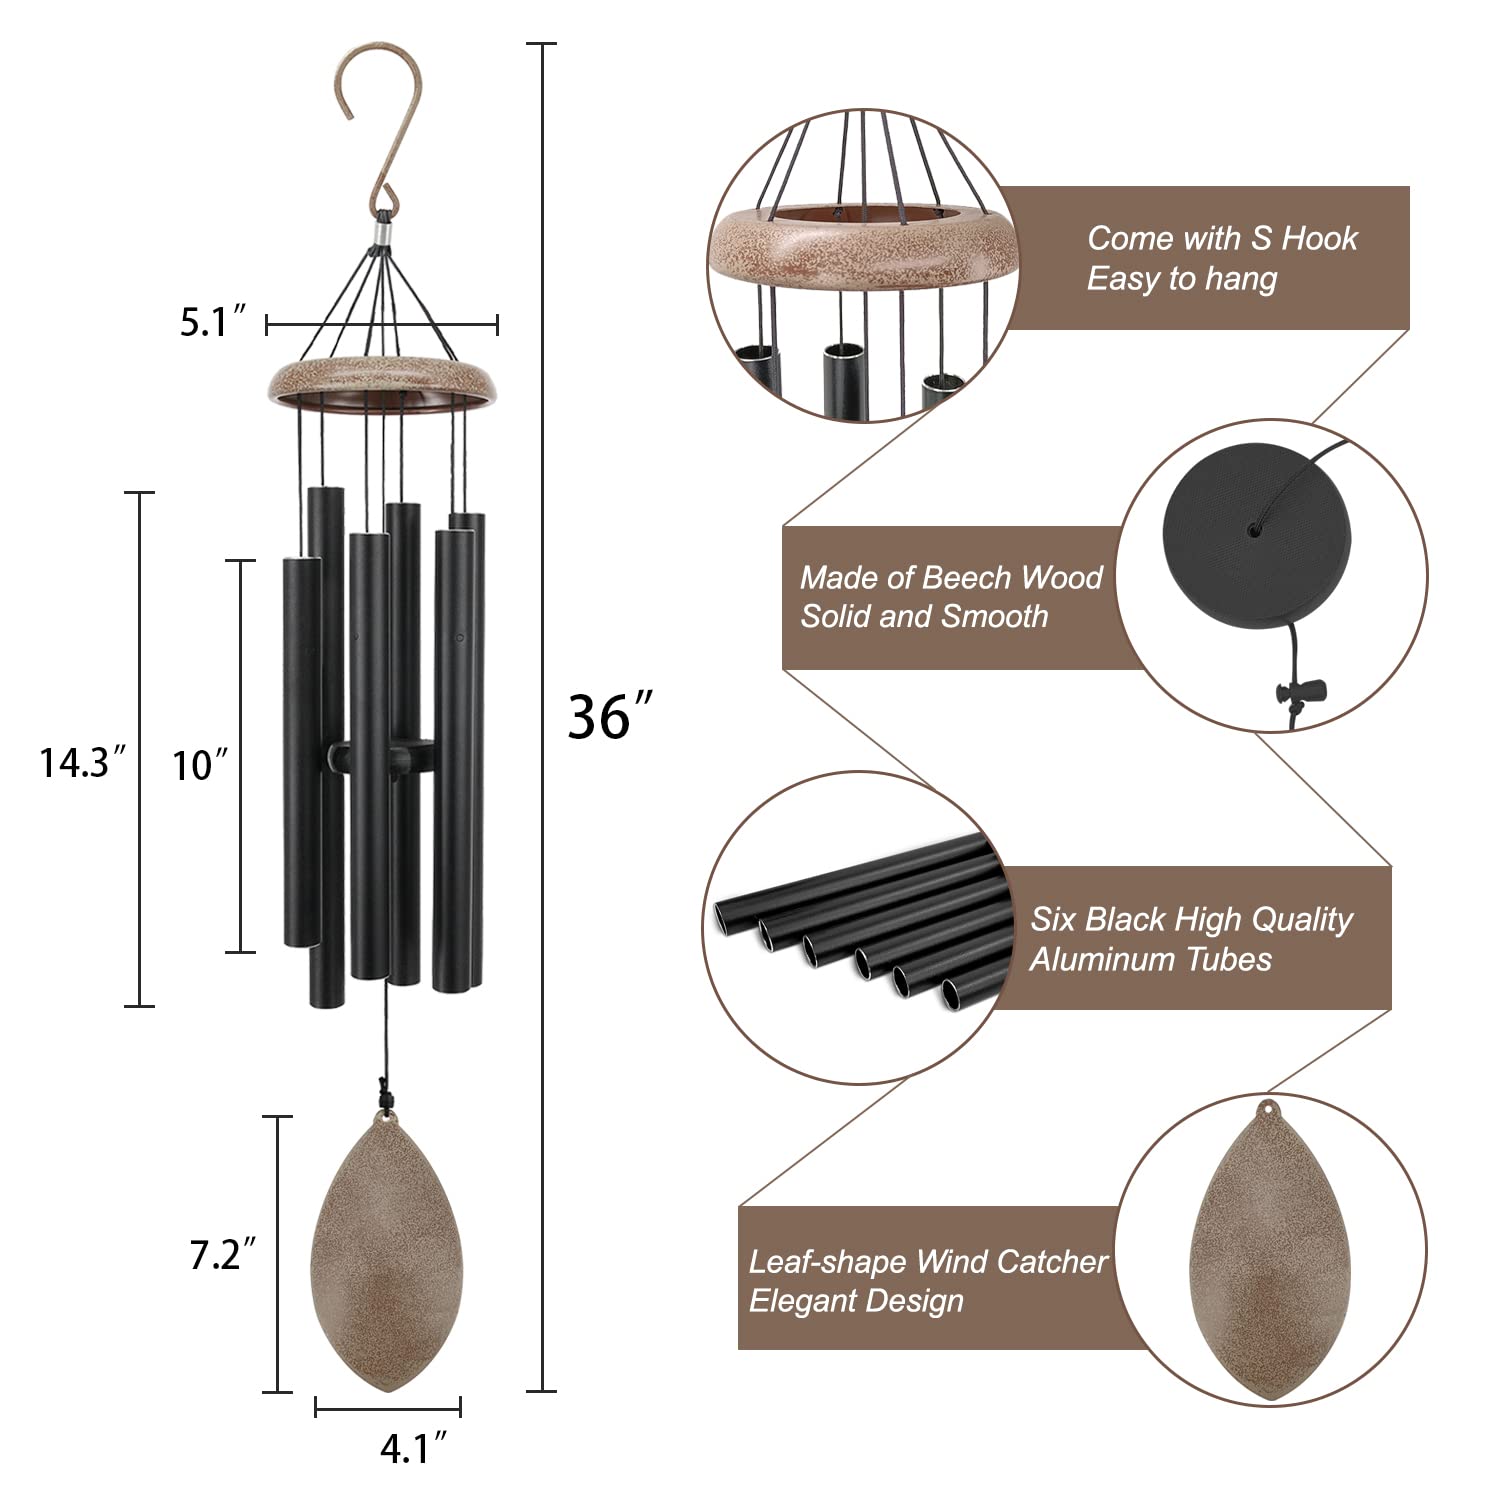 5.1″
14.3″
10″
36″
7.2″
4.1″
Come with S Hook
Easy to hang
Made of Beech Wood
Solid and Smooth
Six Black High Quality
Aluminum Tubes
Leaf-shape Wind Catcher
Elegant Design